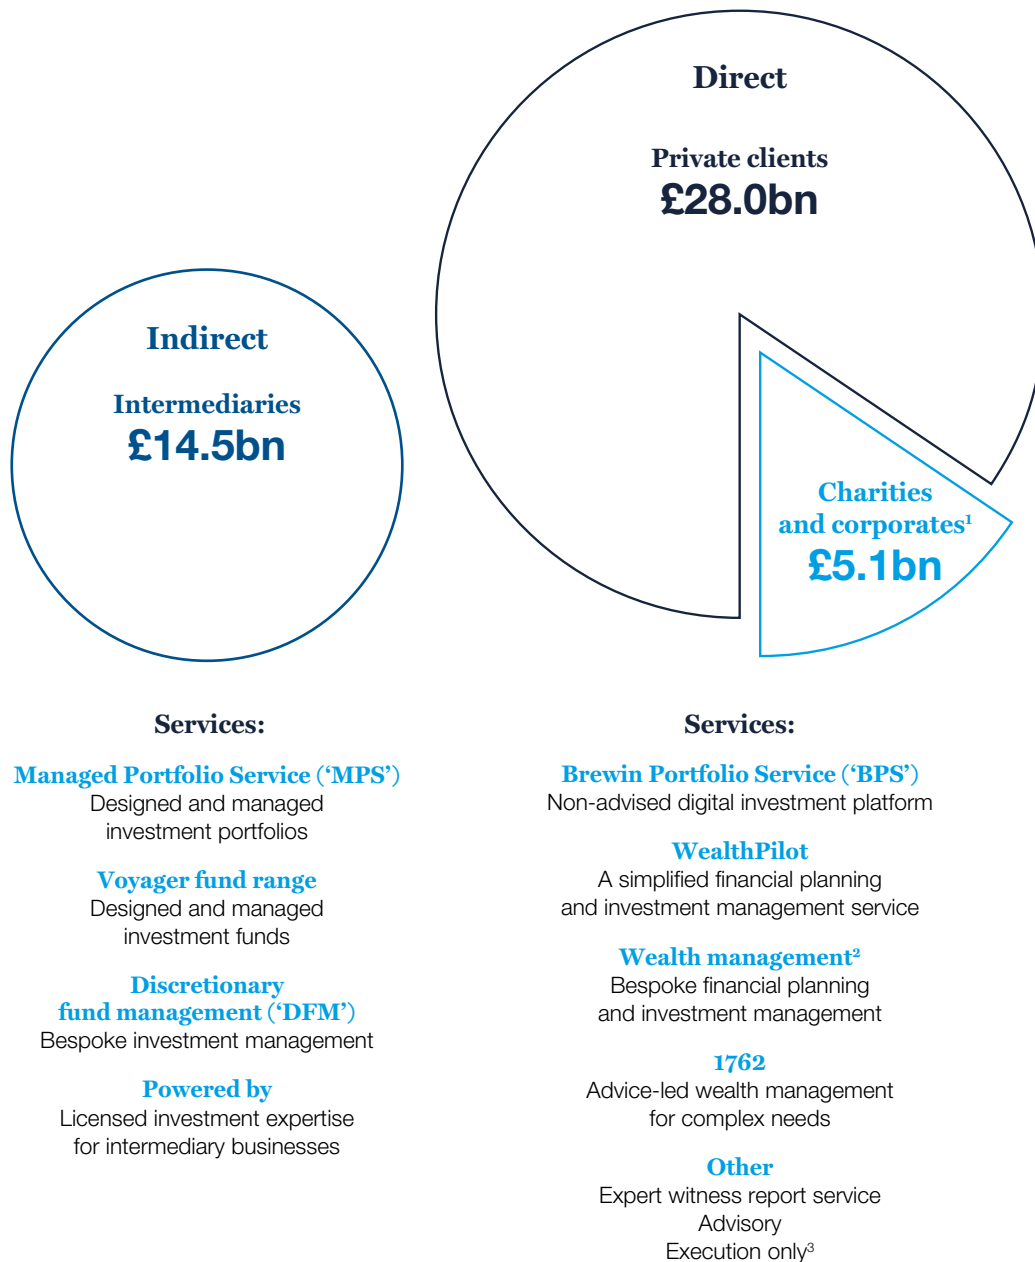 Direct
Private clients
£28.0bn
Indirect
Intermediaries
£14.5bn
Charities
and corporates¹
£5.1bn
Services:
Managed Portfolio Service (‘MPS’)
Designed and managed
investment portfolios
Voyager fund range
Designed and managed
investment funds
Discretionary
fund management (‘DFM’)
Bespoke investment management
Powered by
Licensed investment expertise
for intermediary businesses
Services:
Brewin Portfolio Service (‘BPS’)
Non-advised digital investment platform
WealthPilot
A simplified financial planning
and investment management service
Wealth management²
Bespoke financial planning
and investment management
1762
Advice-led wealth management
for complex needs
Other
Expert witness report service
Advisory
Execution only³